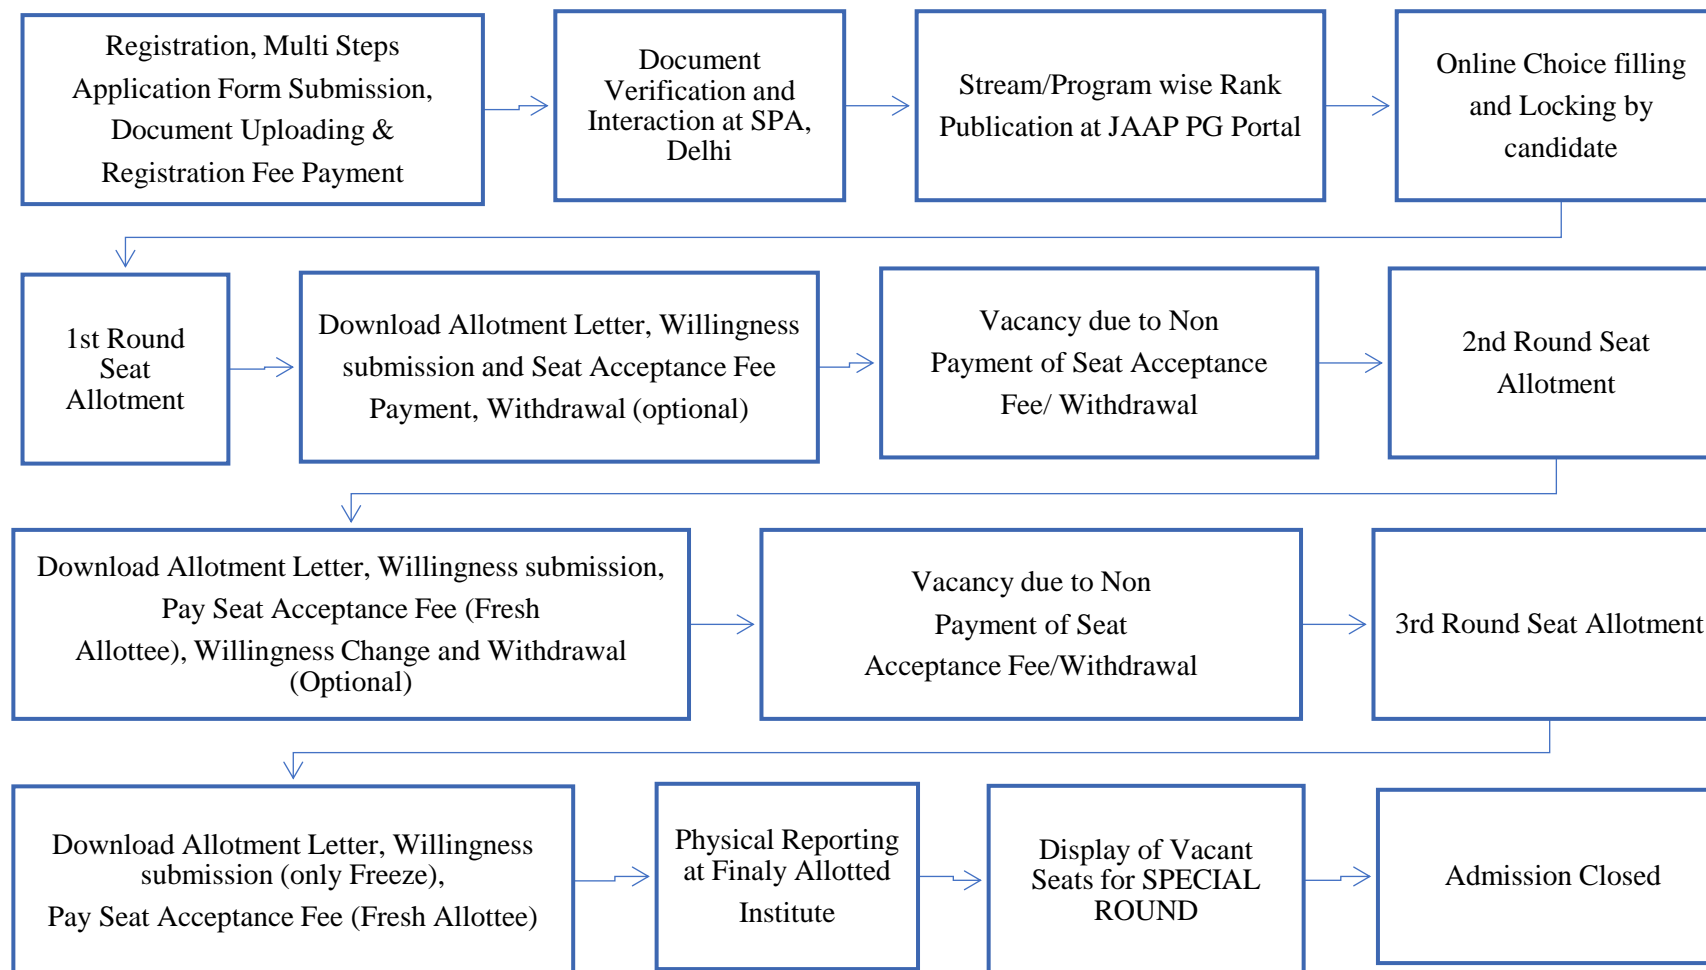 Registration, Multi Steps
Application Form Submission,
Document Uploading &
Registration Fee Payment
Document
Verification and
Interaction at SPA,
Delhi
Stream/Program wise Rank
Publication at JAAP PG Portal
Online Choice filling
and Locking by
candidate
1st Round
Seat
Allotment
Download Allotment Letter, Willingness
submission and Seat Acceptance Fee
Payment, Withdrawal (optional)
Vacancy due to Non
Payment of Seat Acceptance
Fee/ Withdrawal
2nd Round Seat
Allotment
Download Allotment Letter, Willingness submission,
Pay Seat Acceptance Fee (Fresh
Allottee), Willingness Change and Withdrawal
(Optional)
Vacancy due to Non
Payment of Seat
Acceptance Fee/Withdrawal
3rd Round Seat Allotment
Download Allotment Letter, Willingness
submission (only Freeze),
Pay Seat Acceptance Fee (Fresh Allottee)
Physical Reporting
at Finaly Allotted
Institute
Display of Vacant
Seats for SPECIAL
ROUND
Admission Closed